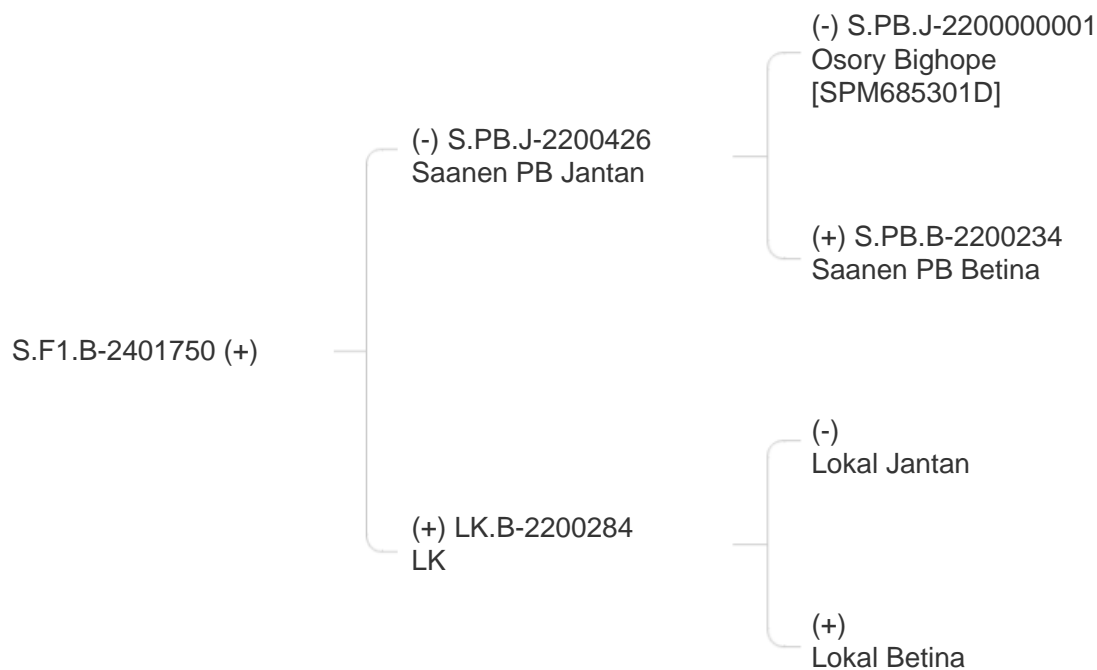 (-) S.PB.J-2200000001
Osory Bighope
[SPM685301D]
(-) S.PB.J-2200426
Saanen PB Jantan
(+) S.PB.B-2200234
Saanen PB Betina
S.F1.B-2401750 (+)
(-)
Lokal Jantan
(+) LK.B-2200284
LK
(+)
Lokal Betina